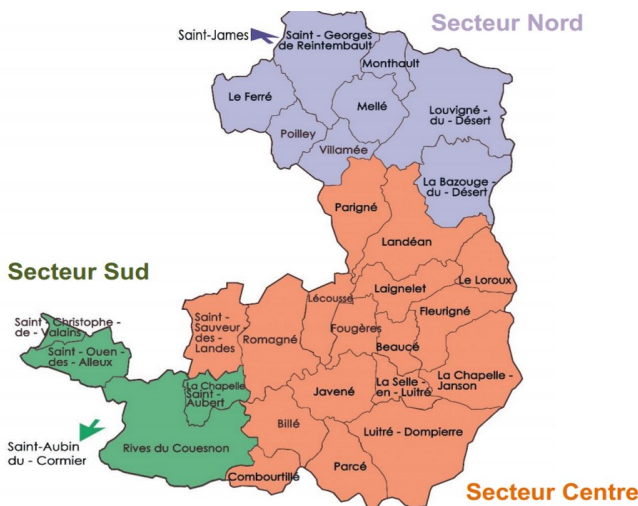 Secteur Nord
Saint-James
Saint - Georges
de Reintembault
Monthault
Le Ferré
Mellé
Louvigné -
du - Désert
Poilley
Villamée
La Bazouge -
du - Désert
Parigné
Landéan
Secteur Sud
Le Loroux
Laignelet
Lécousse
Fleurigné
Saint - Christophe -
de - Valains
Saint -
Sauveur
des -
Landes
Romagné
Fougères
Beaucé
Saint - Ouen -
des - Alleux
La Chapelle -
Janson
La Chapelle
Saint -
Aubert
Javené
La Selle -
en - Luitré
Billé
Luitré - Dompierre
Saint-Aubin
du - Cormier
Rives du Couesnon
Parcé
Combourtillé
Secteur Centre